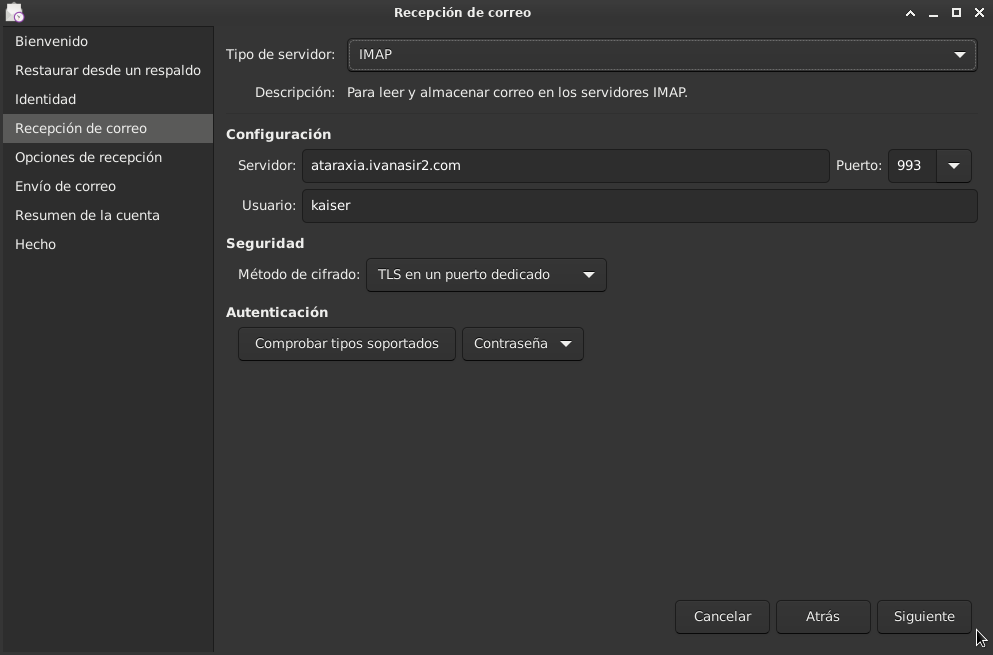 Recepción de correo
Bienvenido
Restaurar desde un respaldo
Identidad
Recepción de correo
Opciones de recepción
Envío de correo
Resumen de la cuenta
Hecho
Tipo de servidor: IMAP
Descripción: Para leer y almacenar correo en los servidores IMAP.
Configuración
Servidor: ataraxia.ivanasir2.com Puerto: 993
Usuario: kaiser
Seguridad
Método de cifrado: TLS en un puerto dedicado
Autenticación
Comprobar tipos soportados Contraseña
Cancelar Atrás Siguiente